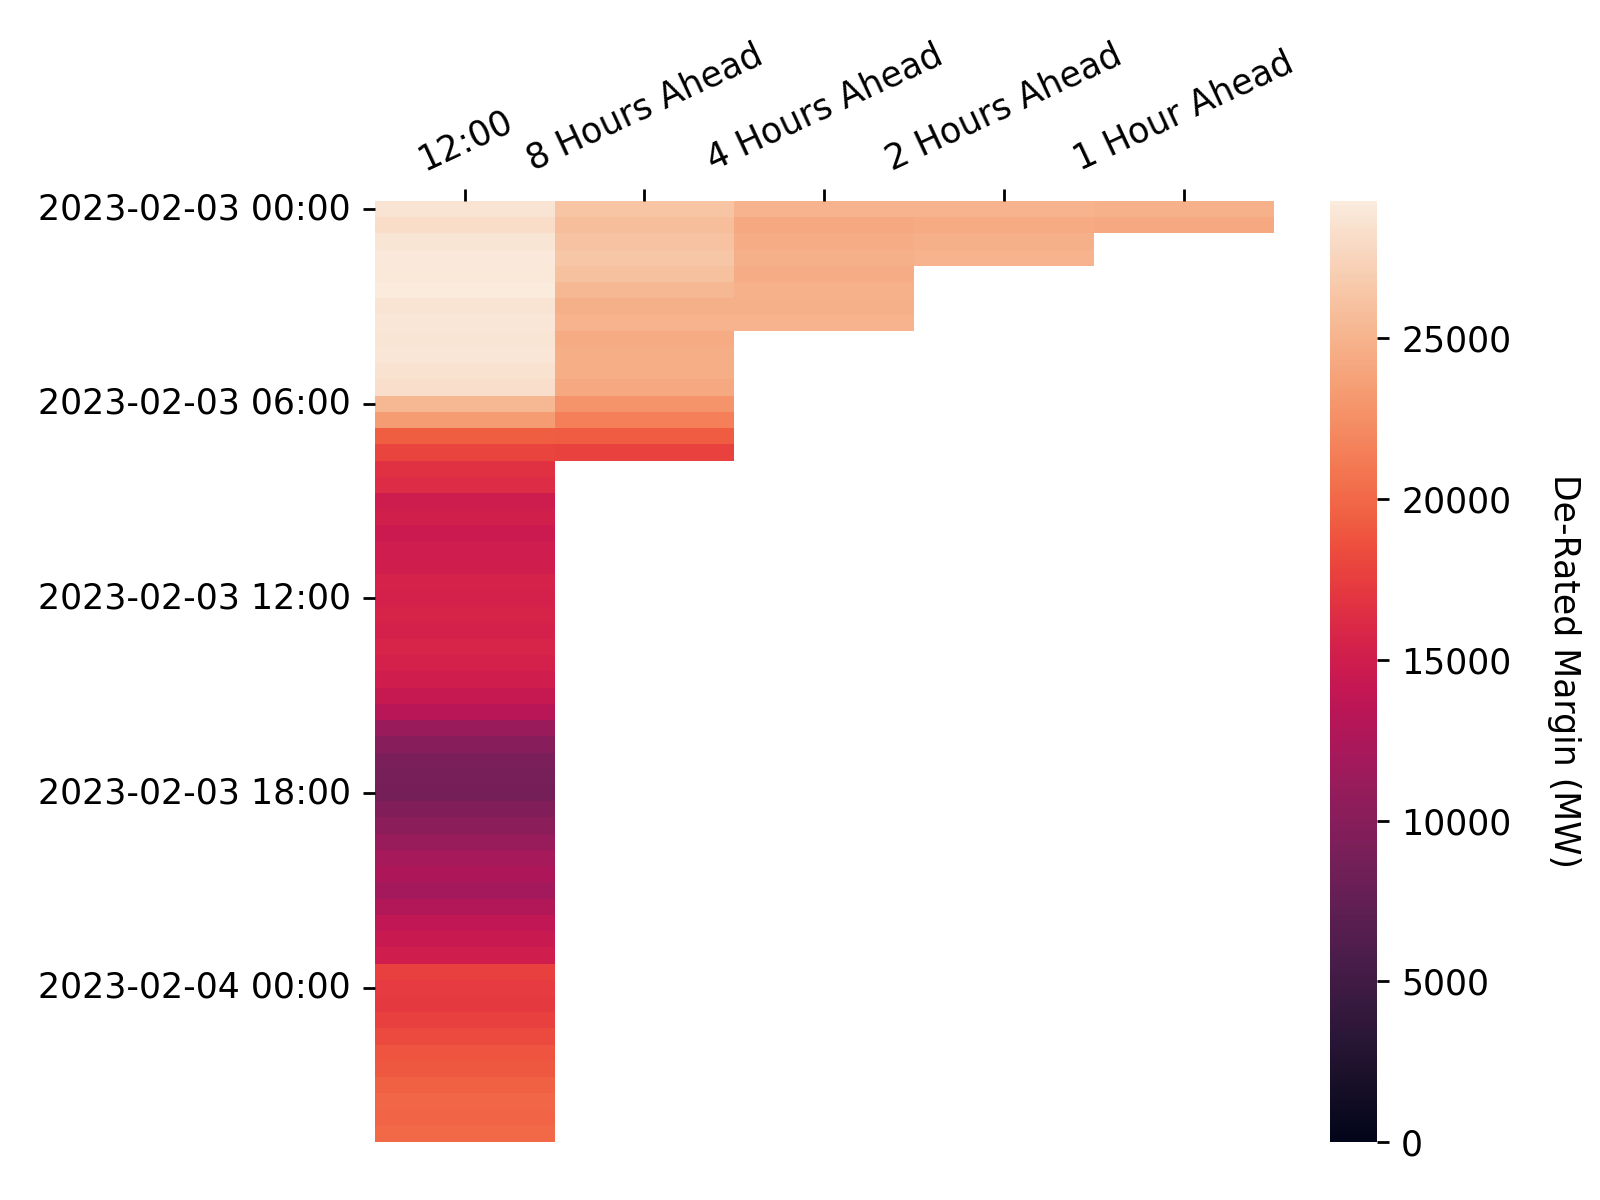 12:00
8 Hours Ahead
4 Hours Ahead
2 Hours Ahead
1 Hour Ahead
2023-02-03 00:00
2023-02-03 06:00
2023-02-03 12:00
2023-02-03 18:00
2023-02-04 00:00
25000
20000
15000
10000
5000
0
De-Rated Margin (MW)